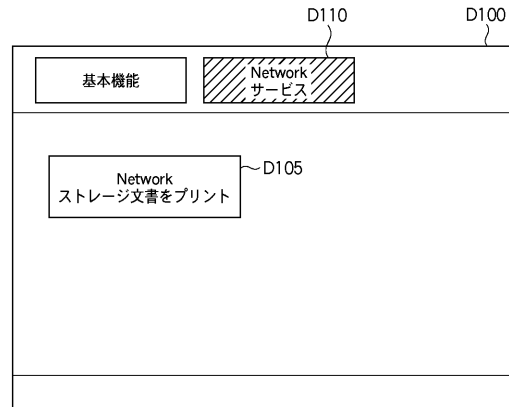 D110
D100
基本機能
Network
サービス
Network
ストレージ文書をプリント
D105